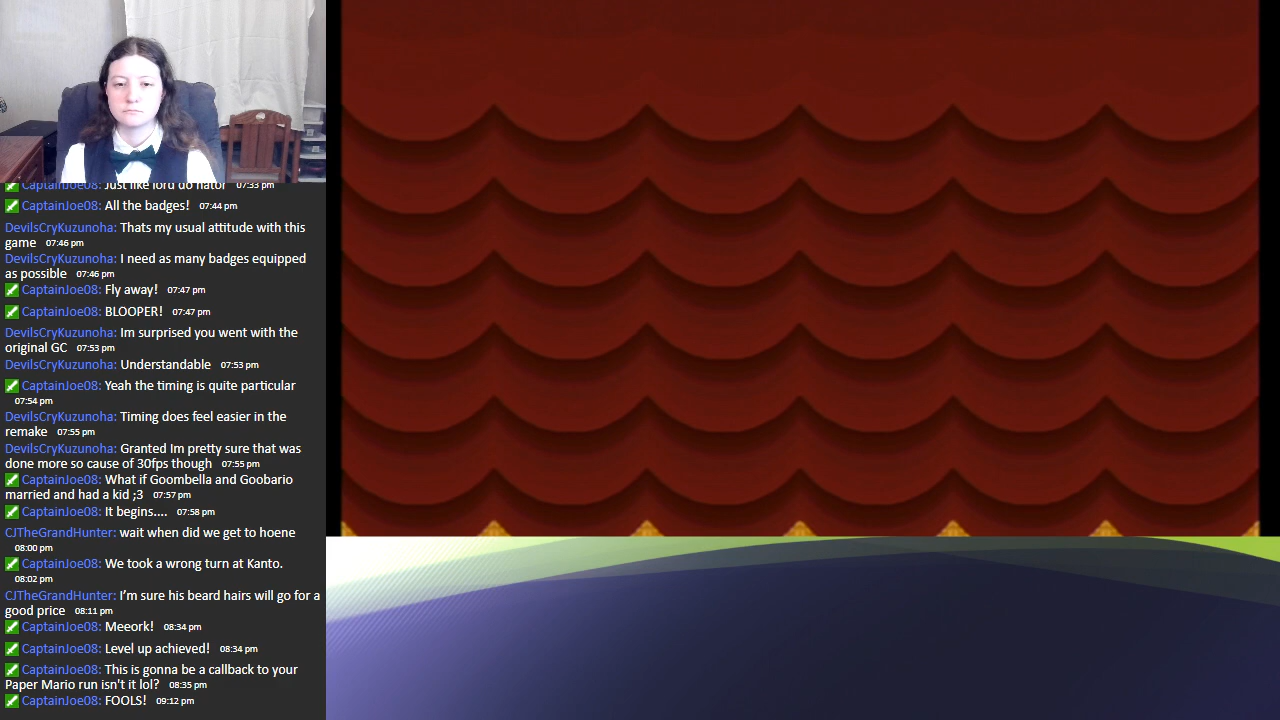 CaptainJoe08: Just like lord do nator 07:33 pm
CaptainJoe08: All the badges! 07:44 pm
DevilsCryKuzunoha: Thats my usual attitude with this
game 07:46 pm
DevilsCryKuzunoha: I need as many badges equipped
as possible 07:46 pm
CaptainJoe08: Fly away! 07:47 pm
CaptainJoe08: BLOOPER! 07:47 pm
DevilsCryKuzunoha: Im surprised you went with the
original GC 07:53 pm
DevilsCryKuzunoha: Understandable 07:53 pm
CaptainJoe08: Yeah the timing is quite particular
07:54 pm
DevilsCryKuzunoha: Timing does feel easier in the
remake 07:55 pm
DevilsCryKuzunoha: Granted Im pretty sure that was
done more so cause of 30fps though 07:55 pm
CaptainJoe08: What if Goombella and Goobario
married and had a kid ;3 07:57 pm
CaptainJoe08: It begins.... 07:58 pm
CJTheGrandHunter: wait when did we get to hoene
08:00 pm
CaptainJoe08: We took a wrong turn at Kanto.
08:02 pm
CJTheGrandHunter: I’m sure his beard hairs will go for a
good price 08:11 pm
CaptainJoe08: Meeork! 08:34 pm
CaptainJoe08: Level up achieved! 08:34 pm
CaptainJoe08: This is gonna be a callback to your
Paper Mario run isn't it lol? 08:35 pm
CaptainJoe08: FOOLS! 09:12 pm